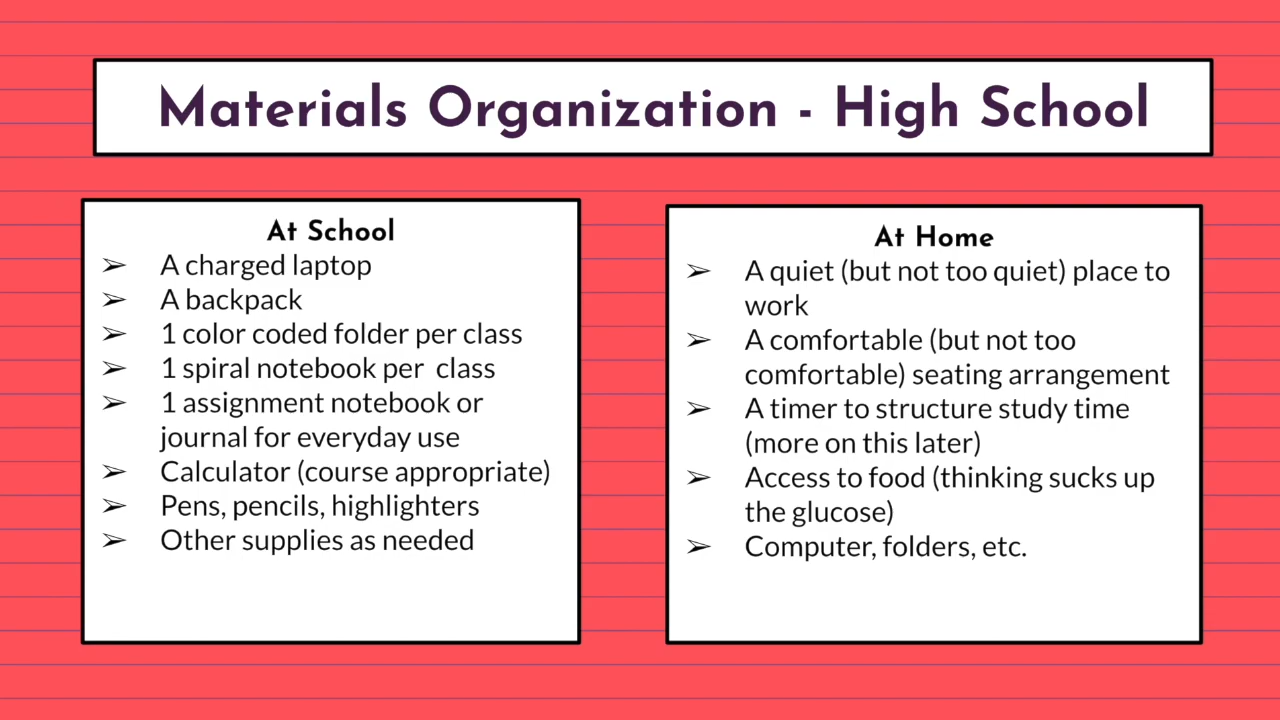 Materials Organization - High School
At School
➢ A charged laptop
➢ A backpack
➢ 1 color coded folder per class
➢ 1 spiral notebook per  class
➢ 1 assignment notebook or
journal for everyday use
➢ Calculator (course appropriate)
➢ Pens, pencils, highlighters
➢ Other supplies as needed
At Home
➢ A quiet (but not too quiet) place to
work
➢ A comfortable (but not too
comfortable) seating arrangement
➢ A timer to structure study time
(more on this later)
➢ Access to food (thinking sucks up
the glucose)
➢ Computer, folders, etc.